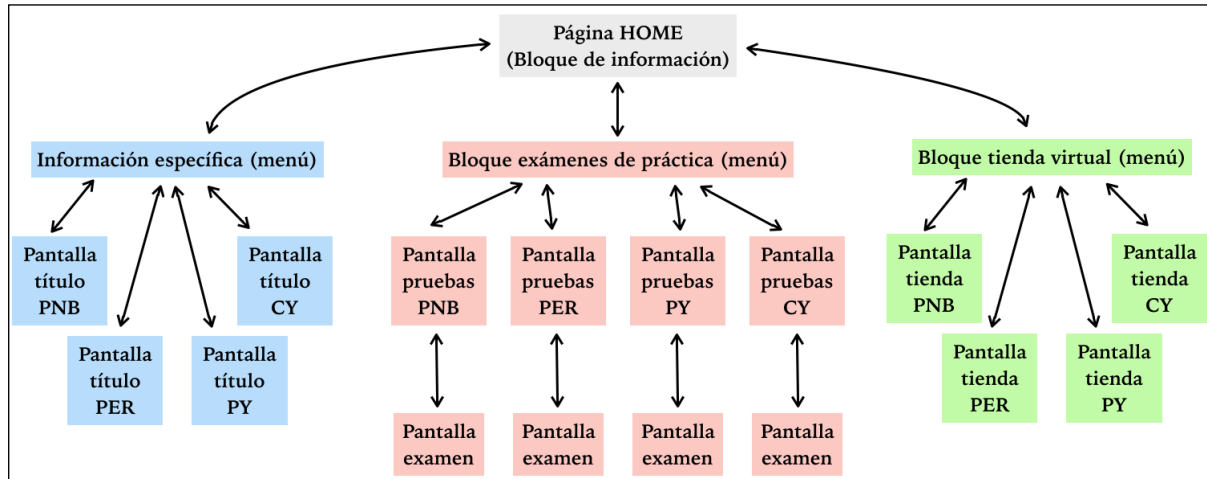 Página HOME
(Bloque de información)
Información específica (menú)
Bloque exámenes de práctica (menú)
Bloque tienda virtual (menú)
Pantalla
título
PNB
Pantalla
título
PER
Pantalla
título
PY
Pantalla
título
CY
Pantalla
pruebas
PNB
Pantalla
pruebas
PER
Pantalla
pruebas
PY
Pantalla
pruebas
CY
Pantalla
examen
Pantalla
examen
Pantalla
examen
Pantalla
examen
Pantalla
tienda
PNB
Pantalla
tienda
PER
Pantalla
tienda
PY
Pantalla
tienda
CY